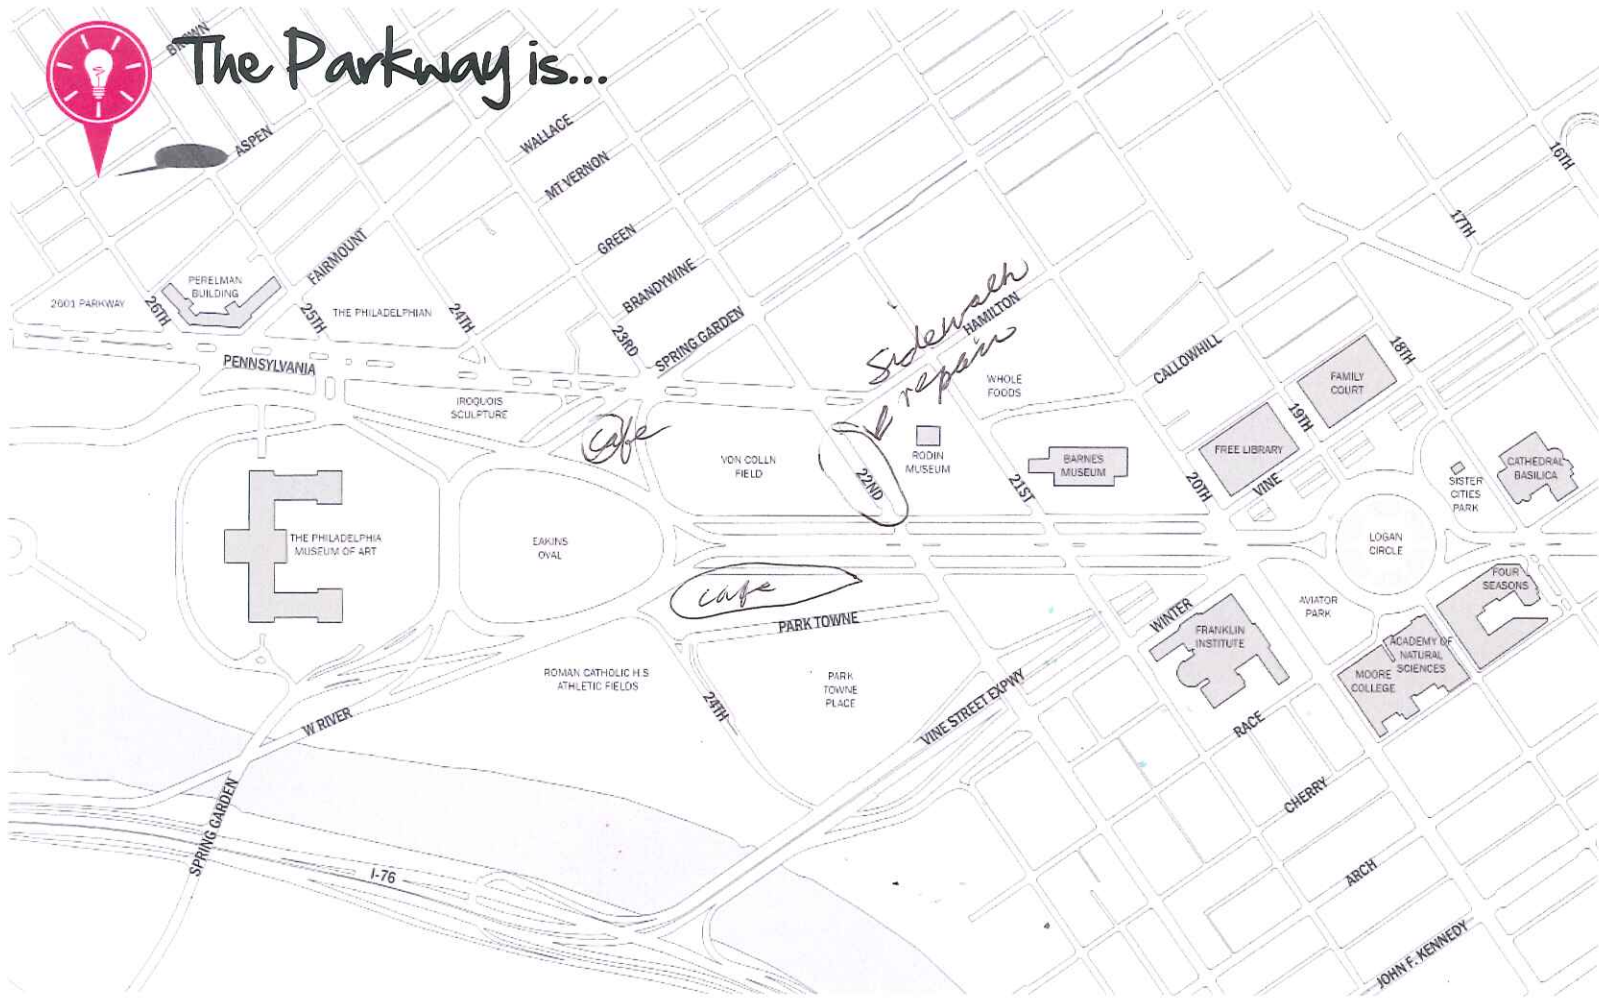 The Parkway is...
BROWN
ASPEN
WALLACE
MT VERNON
GREEN
BRANDYWINE
SPRING GARDEN
FAIRMOUNT
PERELMAN
BUILDING
2601 PARKWAY
26TH
25TH
THE PHILADELPHIAN
24TH
23RD
PENNSYLVANIA
IROQUOIS
SCULPTURE
Sidewalk
repair
HAMILTON
WHOLE
FOODS
CALLOWHILL
16TH
17TH
18TH
FAMILY
COURT
19TH
FREE LIBRARY
VINE
20TH
cafe
VON COLLN
FIELD
22ND
RODIN
MUSEUM
21ST
BARNES
MUSEUM
SISTER
CITIES
PARK
CATHEDRAL
BASILICA
THE PHILADELPHIA
MUSEUM OF ART
EAKINS
OVAL
LOGAN
CIRCLE
FOUR
SEASONS
cafe
PARK TOWNE
WINTER
FRANKLIN
INSTITUTE
AVIATOR
PARK
ACADEMY OF
NATURAL
SCIENCES
MOORE
COLLEGE
ROMAN CATHOLIC H.S
ATHLETIC FIELDS
PARK
TOWNE
PLACE
24TH
VINE STREET EXPWY
RACE
W RIVER
SPRING GARDEN
I-76
CHERRY
ARCH
JOHN F. KENNEDY